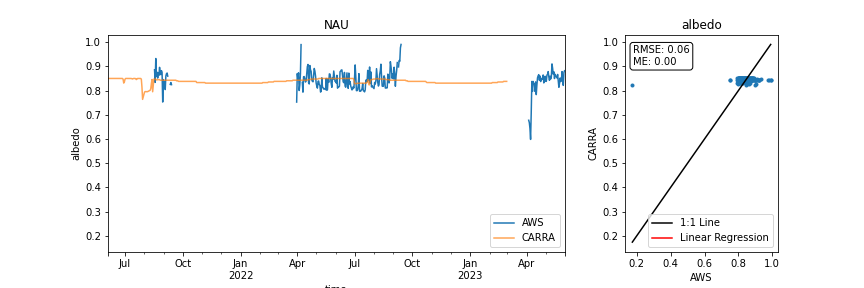 NAU
albedo
1.0
0.9
0.8
0.7
0.6
0.5
0.4
0.3
0.2
albedo
AWS
CARRA
Jul
Oct
Jan
2022
Apr
Jul
Oct
Jan
2023
Apr
albedo
RMSE: 0.06
ME: 0.00
1.0
0.9
0.8
0.7
0.6
0.5
0.4
0.3
0.2
CARRA
1:1 Line
Linear Regression
0.2
0.4
0.6
0.8
1.0
AWS